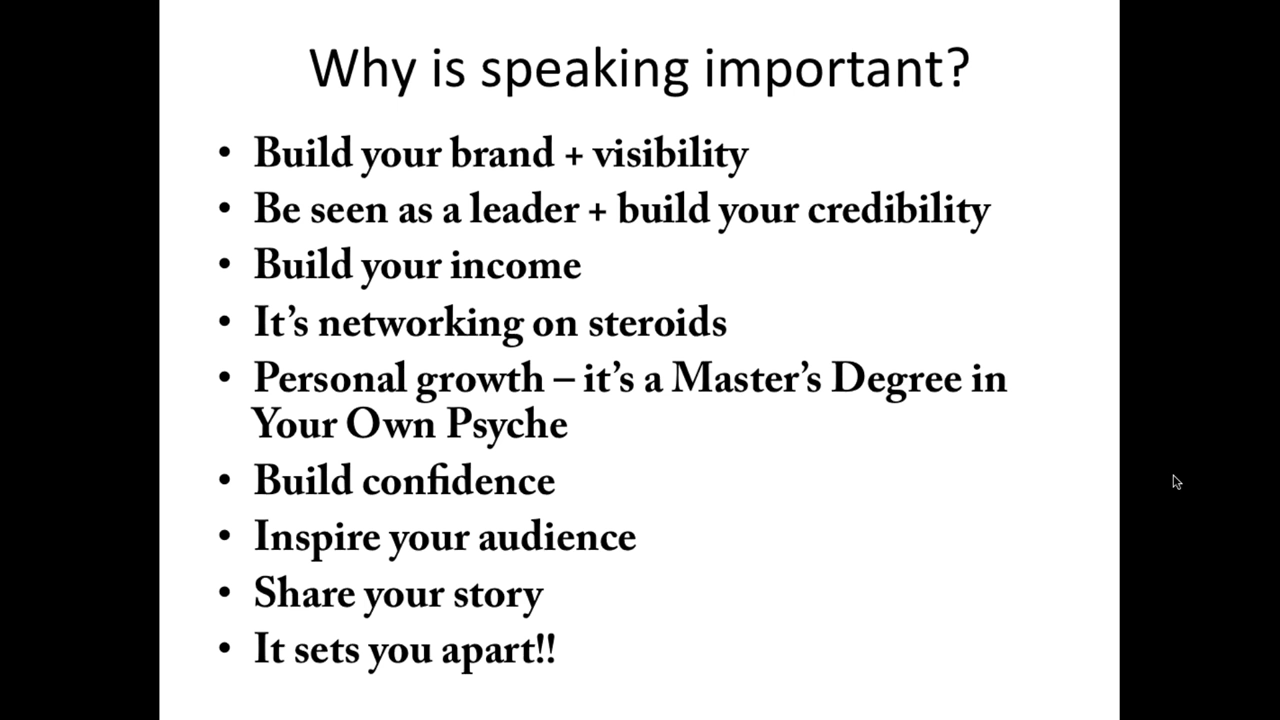 Why is speaking important?
• Build your brand + visibility
• Be seen as a leader + build your credibility
• Build your income
• It’s networking on steroids
• Personal growth – it’s a Master’s Degree in
Your Own Psyche
• Build confidence
• Inspire your audience
• Share your story
• It sets you apart!!